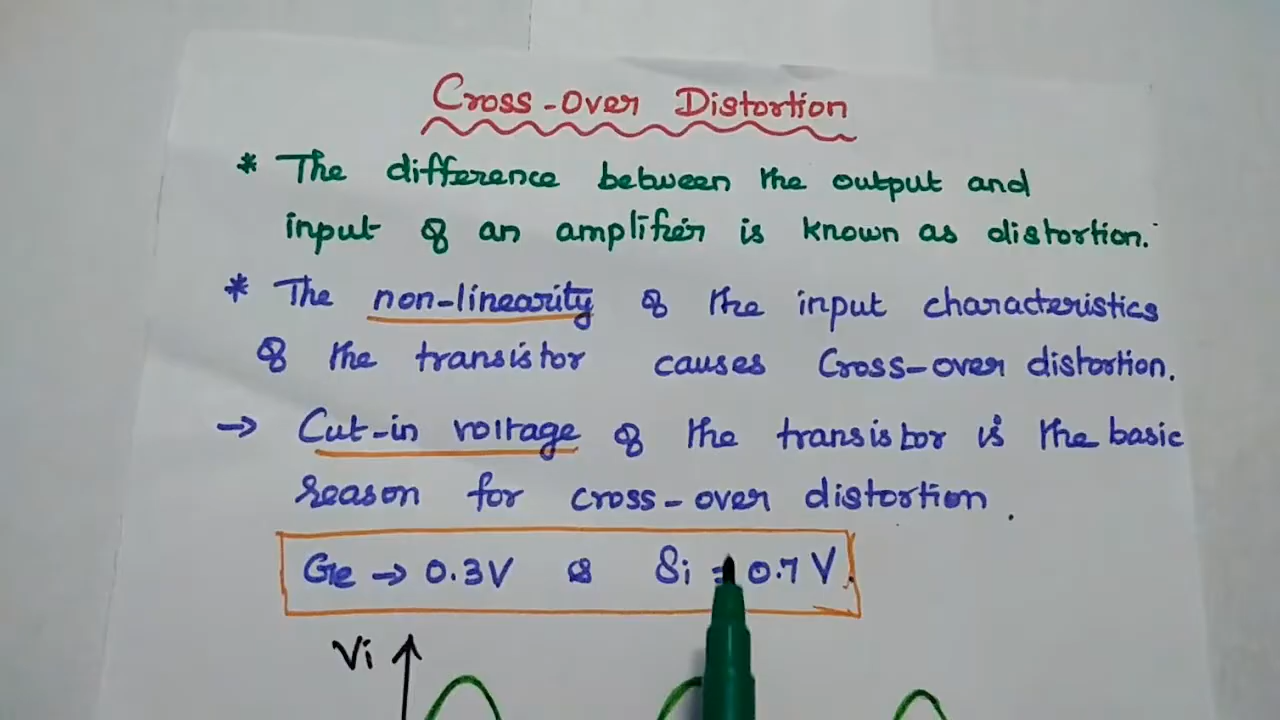 Cross-Over Distortion
* The difference between the output and
input of an amplifier is known as distortion.
* The non-linearity of the input characteristics
of the transistor causes Cross-over distortion.
→ Cut-in voltage of the transistor is the basic
reason for cross-over distortion.
Ge → 0.3V & Si → 0.7V.
Vi